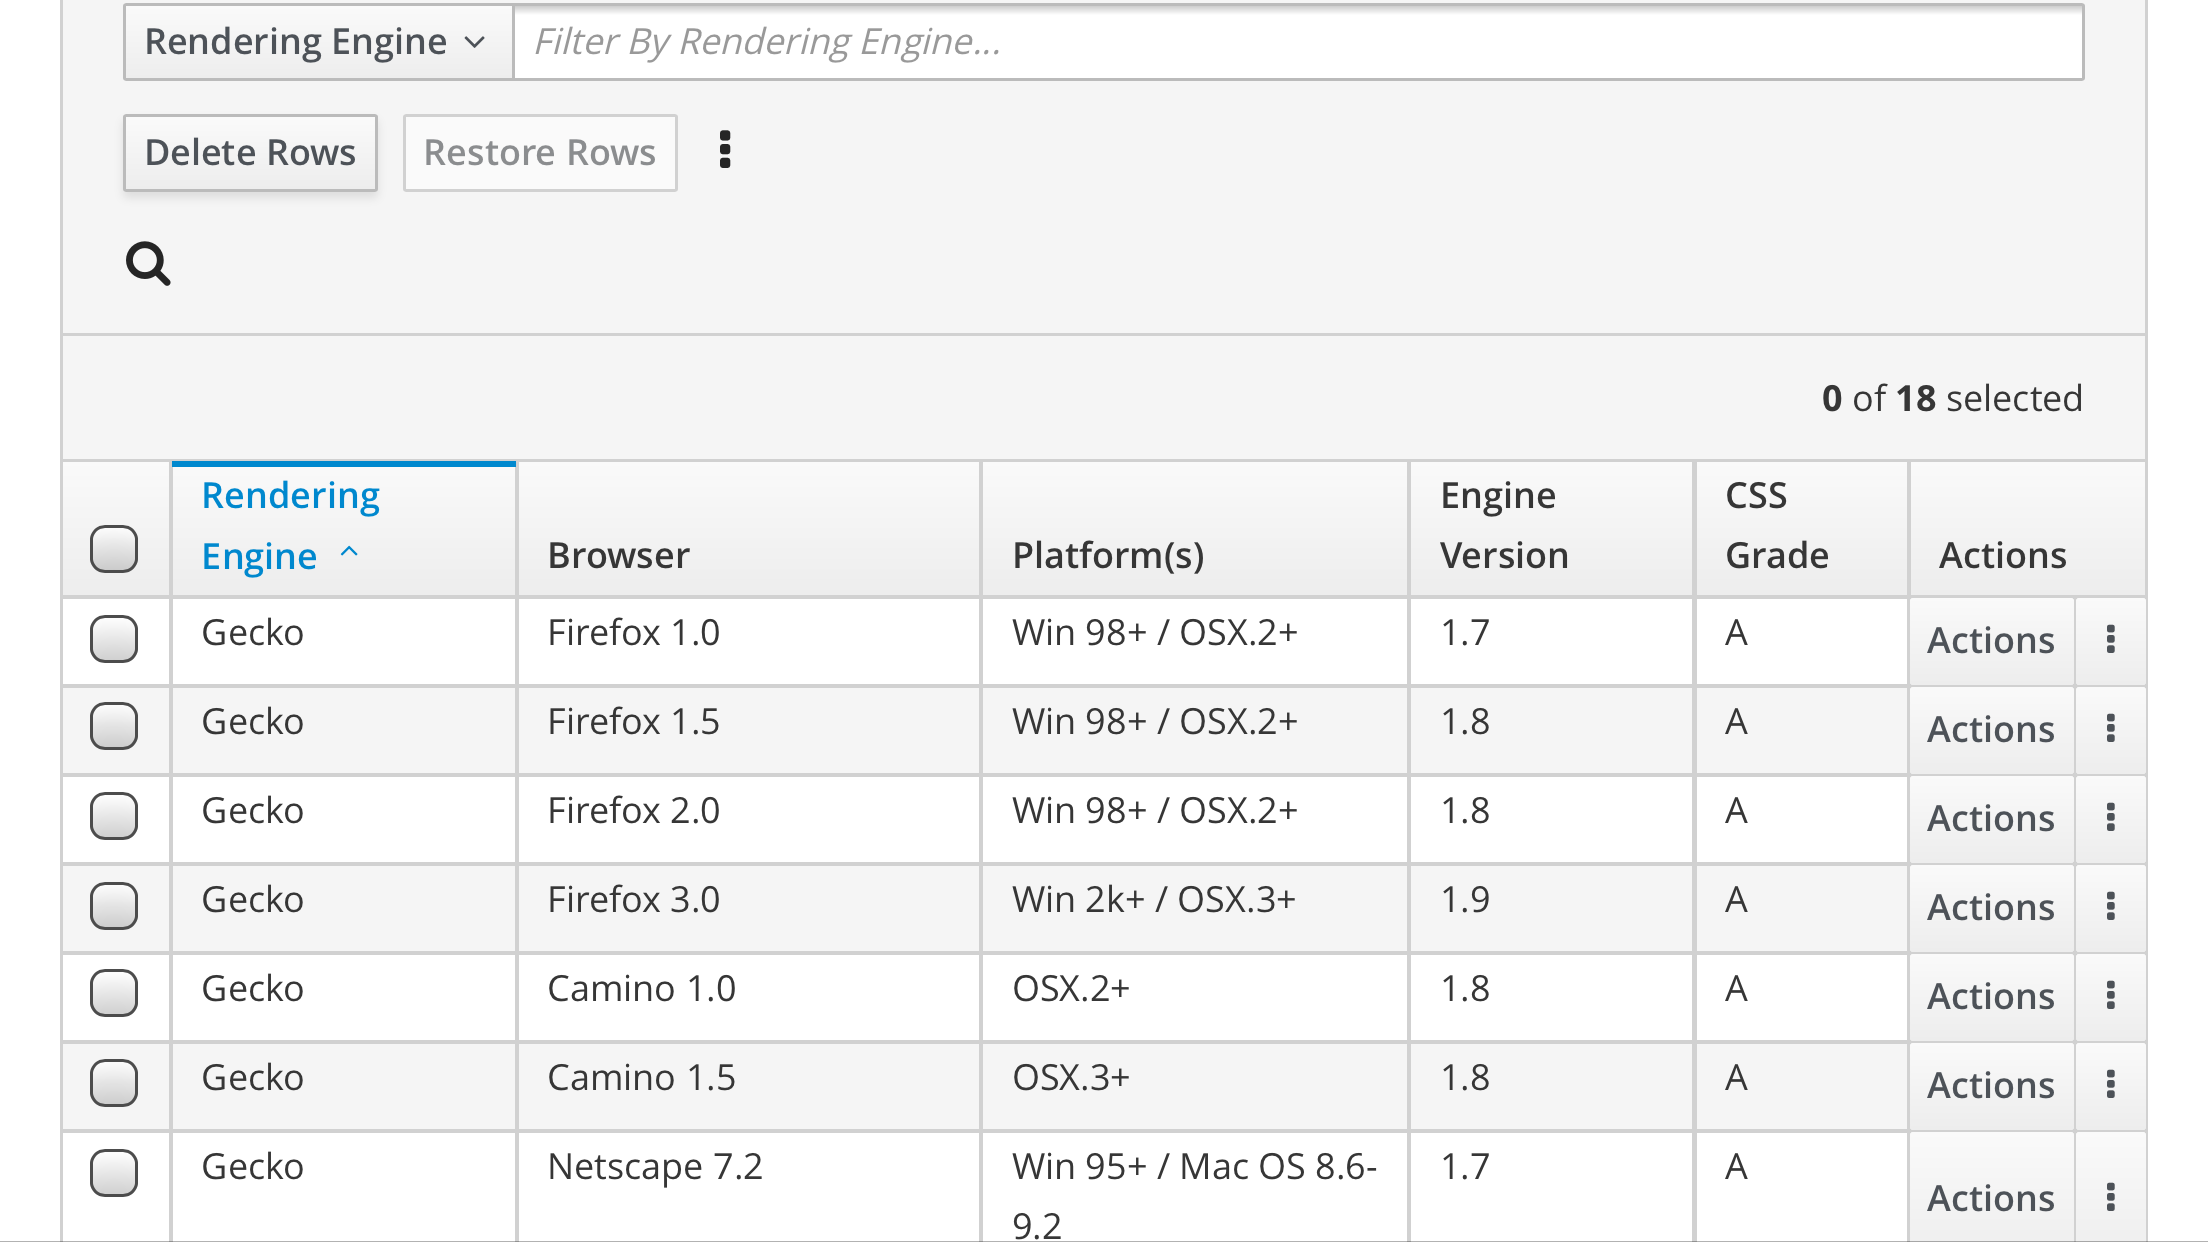 Rendering Engine Filter By Rendering Engine...
Delete Rows Restore Rows
0 of 18 selected
Rendering Engine Browser Platform(s) Engine Version CSS Grade Actions
Gecko Firefox 1.0 Win 98+ / OSX.2+ 1.7 A Actions
Gecko Firefox 1.5 Win 98+ / OSX.2+ 1.8 A Actions
Gecko Firefox 2.0 Win 98+ / OSX.2+ 1.8 A Actions
Gecko Firefox 3.0 Win 2k+ / OSX.3+ 1.9 A Actions
Gecko Camino 1.0 OSX.2+ 1.8 A Actions
Gecko Camino 1.5 OSX.3+ 1.8 A Actions
Gecko Netscape 7.2 Win 95+ / Mac OS 8.6-9.2 1.7 A Actions